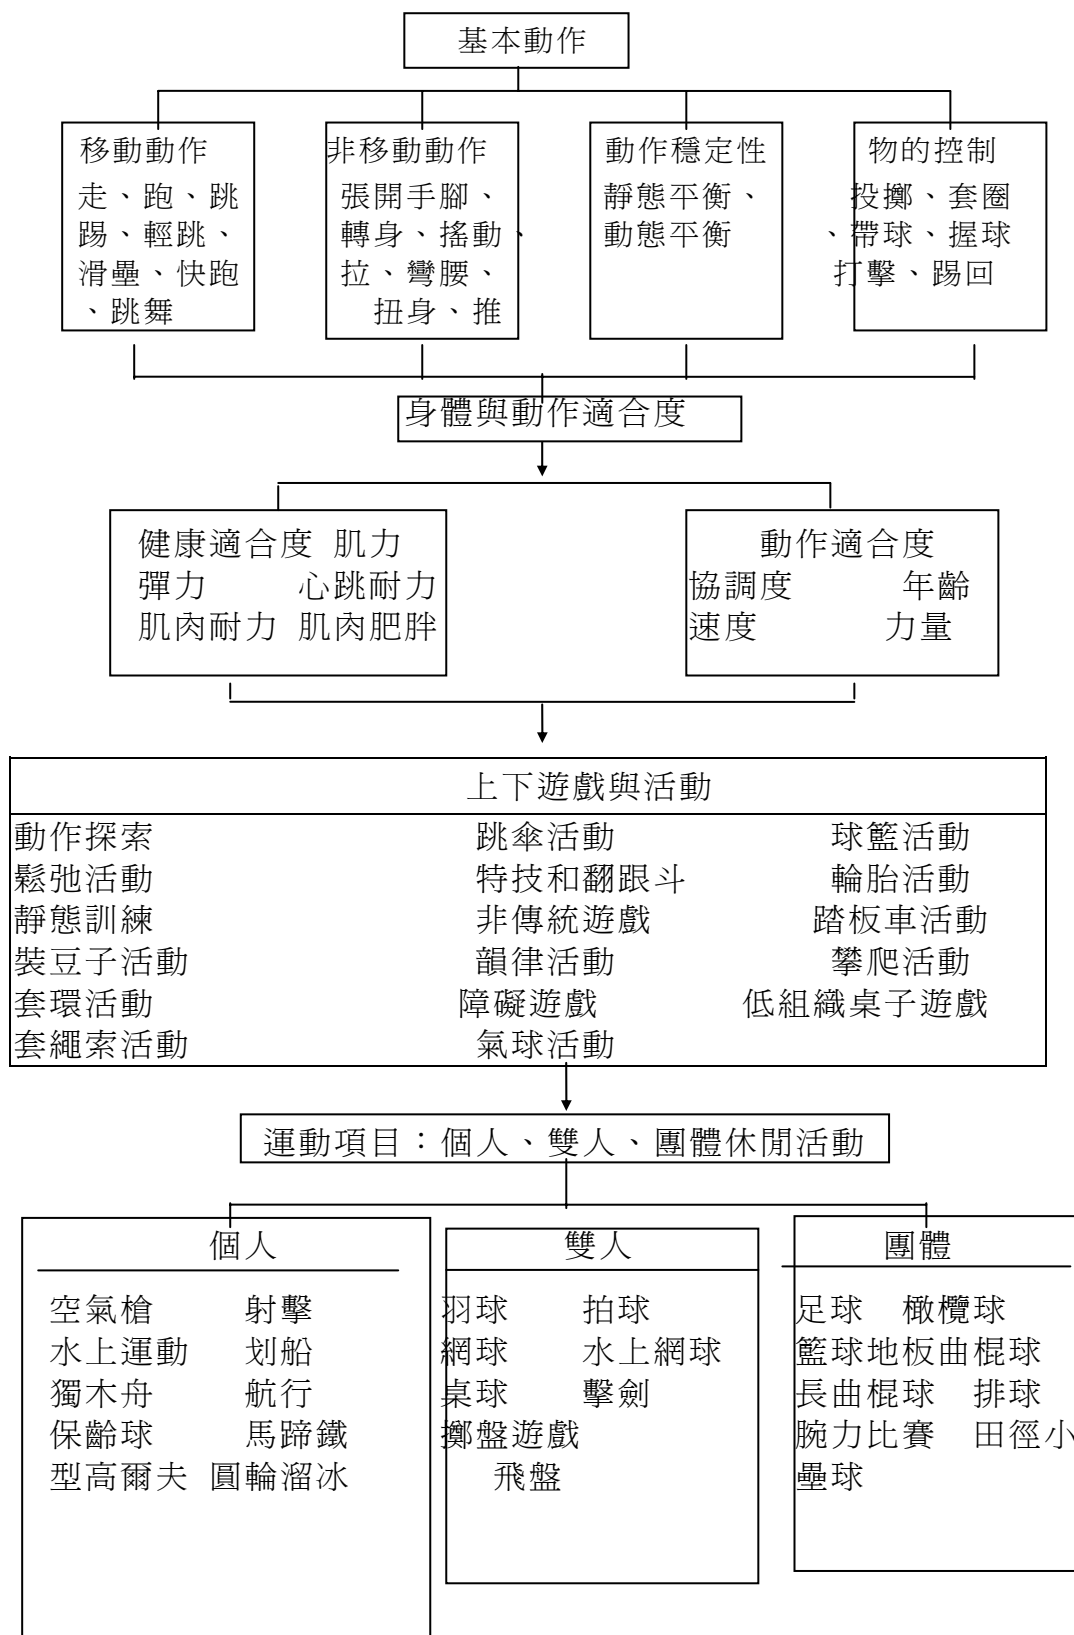 基本動作
移動動作
走、跑、跳
踢、輕跳、
滑壘、快跑
、跳舞
非移動動作
張開手腳、
轉身、搖動、
拉、彎腰、
扭身、推
動作穩定性
靜態平衡、
動態平衡
物的控制
投擲、套圈
、帶球、握球
打擊、踢回
身體與動作適合度
健康適合度 肌力
彈力 心跳耐力
肌肉耐力 肌肉肥胖
動作適合度
協調度 年齡
速度 力量
上下遊戲與活動
動作探索 跳傘活動 球籃活動
鬆弛活動 特技和翻跟斗 輪胎活動
靜態訓練 非傳統遊戲 踏板車活動
裝豆子活動 韻律活動 攀爬活動
套環活動 障礙遊戲 低組織桌子遊戲
套繩索活動 氣球活動
運動項目：個人、雙人、團體休閒活動
個人
空氣槍 射擊
水上運動 划船
獨木舟 航行
保齡球 馬蹄鐵
型高爾夫 圓輪溜冰
雙人
羽球 拍球
網球 水上網球
桌球 擊劍
擲盤遊戲
飛盤
團體
足球 橄欖球
籃球地板曲棍球
長曲棍球 排球
腕力比賽 田徑小
壘球